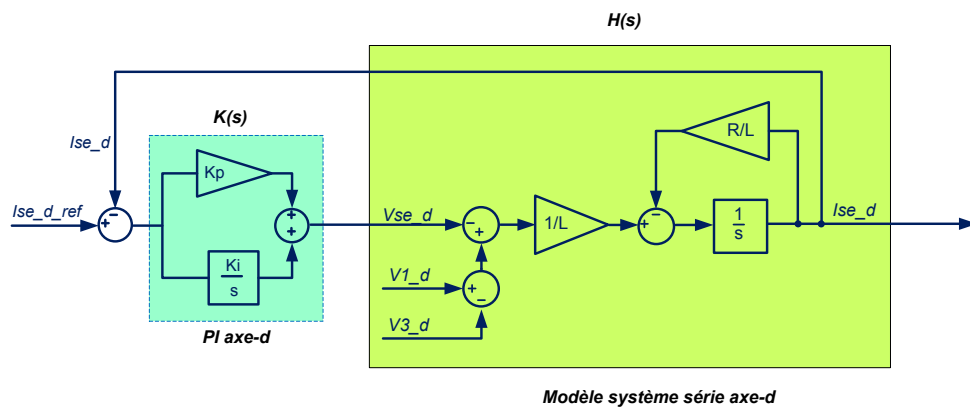 H(s)
K(s)
Ise_d
R/L
Kp
Ise_d_ref
+
-
+
+
Vse_d
-
+
1/L
+
-
1
s
Ise_d
Ki
s
V1_d
+
-
V3_d
PI axe-d
Modèle système série axe-d